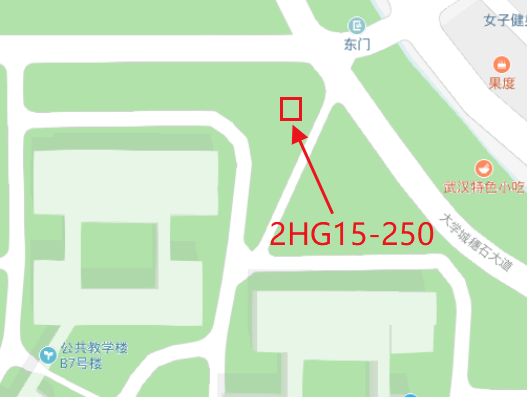 女子健
东门
果度
武汉特色小吃
2HG15-250
大学城穗石大道
公共教学楼
B7号楼